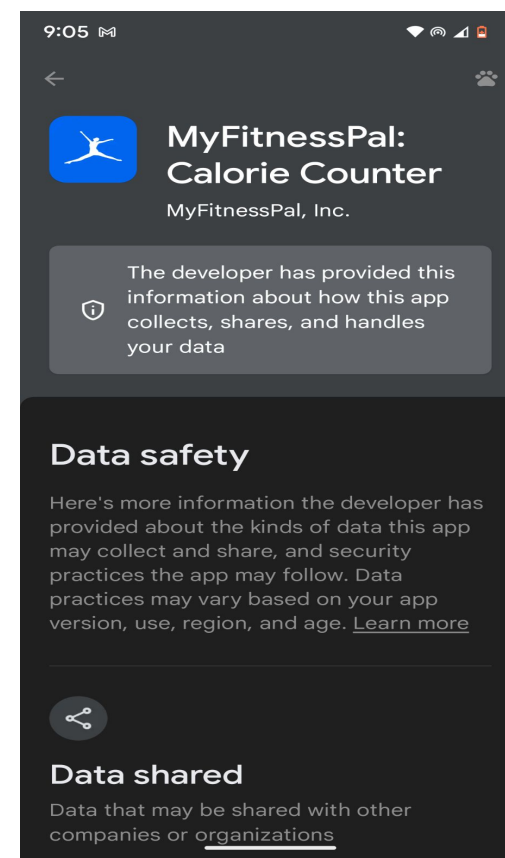 9:05
MyFitnessPal:
Calorie Counter
MyFitnessPal, Inc.
The developer has provided this
information about how this app
collects, shares, and handles
your data
Data safety
Here's more information the developer has
provided about the kinds of data this app
may collect and share, and security
practices the app may follow. Data
practices may vary based on your app
version, use, region, and age. Learn more
Data shared
Data that may be shared with other
companies or organizations